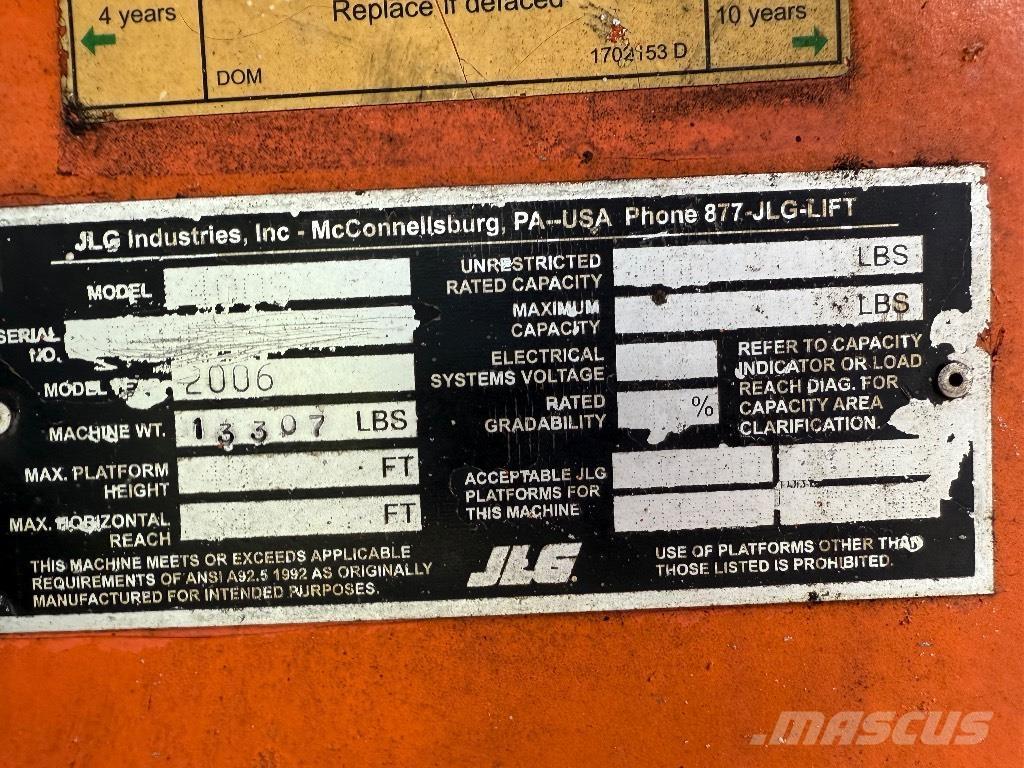 4 years
Replace if defaced
10 years
DOM
1702153 D
JLG Industries, Inc - McConnellsburg, PA--USA Phone 877-JLG-LIFT
MODEL
SERIAL
NO.
MODEL
2006
MACHINE WT.
13307 LBS
MAX. PLATFORM
HEIGHT
FT
MAX. HORIZONTAL
REACH
FT
UNRESTRICTED
RATED CAPACITY
LBS
MAXIMUM
CAPACITY
LBS
ELECTRICAL
SYSTEMS VOLTAGE
RATED
GRADABILITY
%
REFER TO CAPACITY
INDICATOR OR LOAD
REACH DIAG. FOR
CAPACITY AREA
CLARIFICATION.
ACCEPTABLE JLG
PLATFORMS FOR
THIS MACHINE
THIS MACHINE MEETS OR EXCEEDS APPLICABLE
REQUIREMENTS OF ANSI A92.5 1992 AS ORIGINALLY
MANUFACTURED FOR INTENDED PURPOSES.
JLG
USE OF PLATFORMS OTHER THAN
THOSE LISTED IS PROHIBITED.
MASCUS